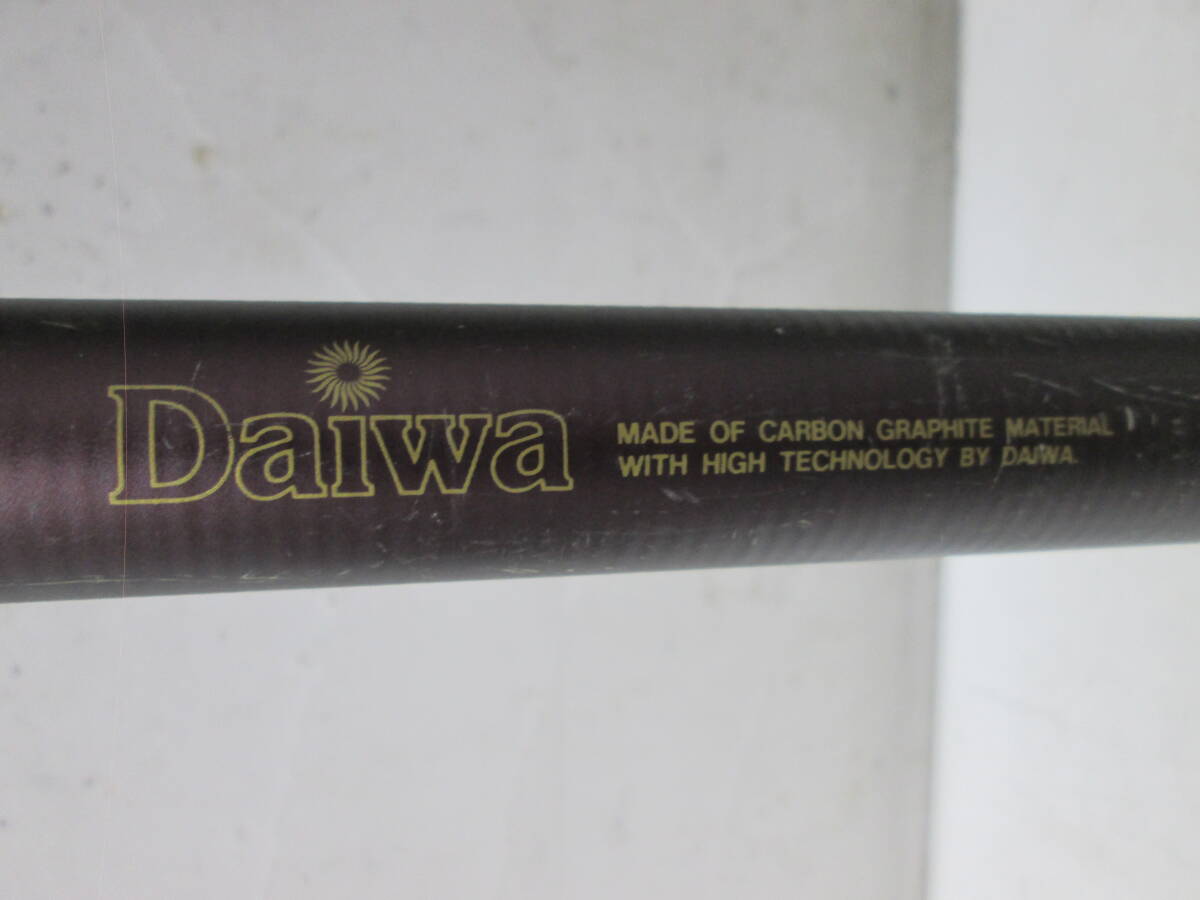 Daiwa
MADE OF CARBON GRAPHITE MATERIAL
WITH HIGH TECHNOLOGY BY DAIWA.